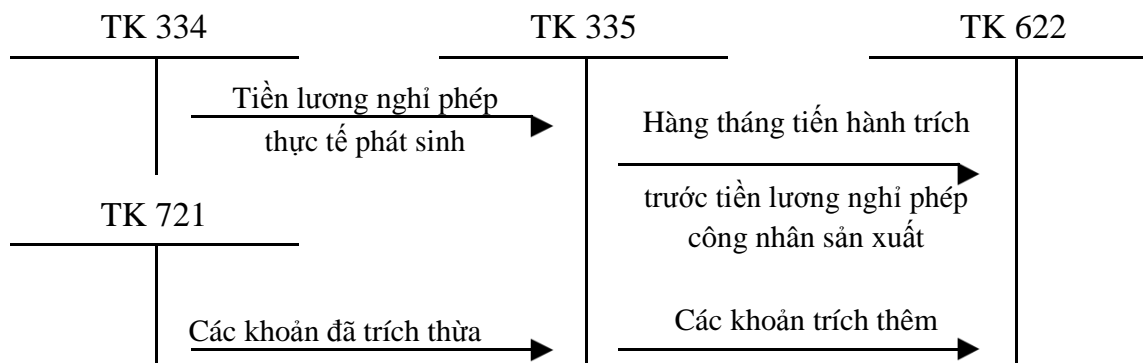 TK 334
TK 335
TK 622
Tiền lương nghỉ phép
thực tế phát sinh
Hàng tháng tiến hành trích
trước tiền lương nghỉ phép
công nhân sản xuất
TK 721
Các khoản đã trích thừa
Các khoản trích thêm